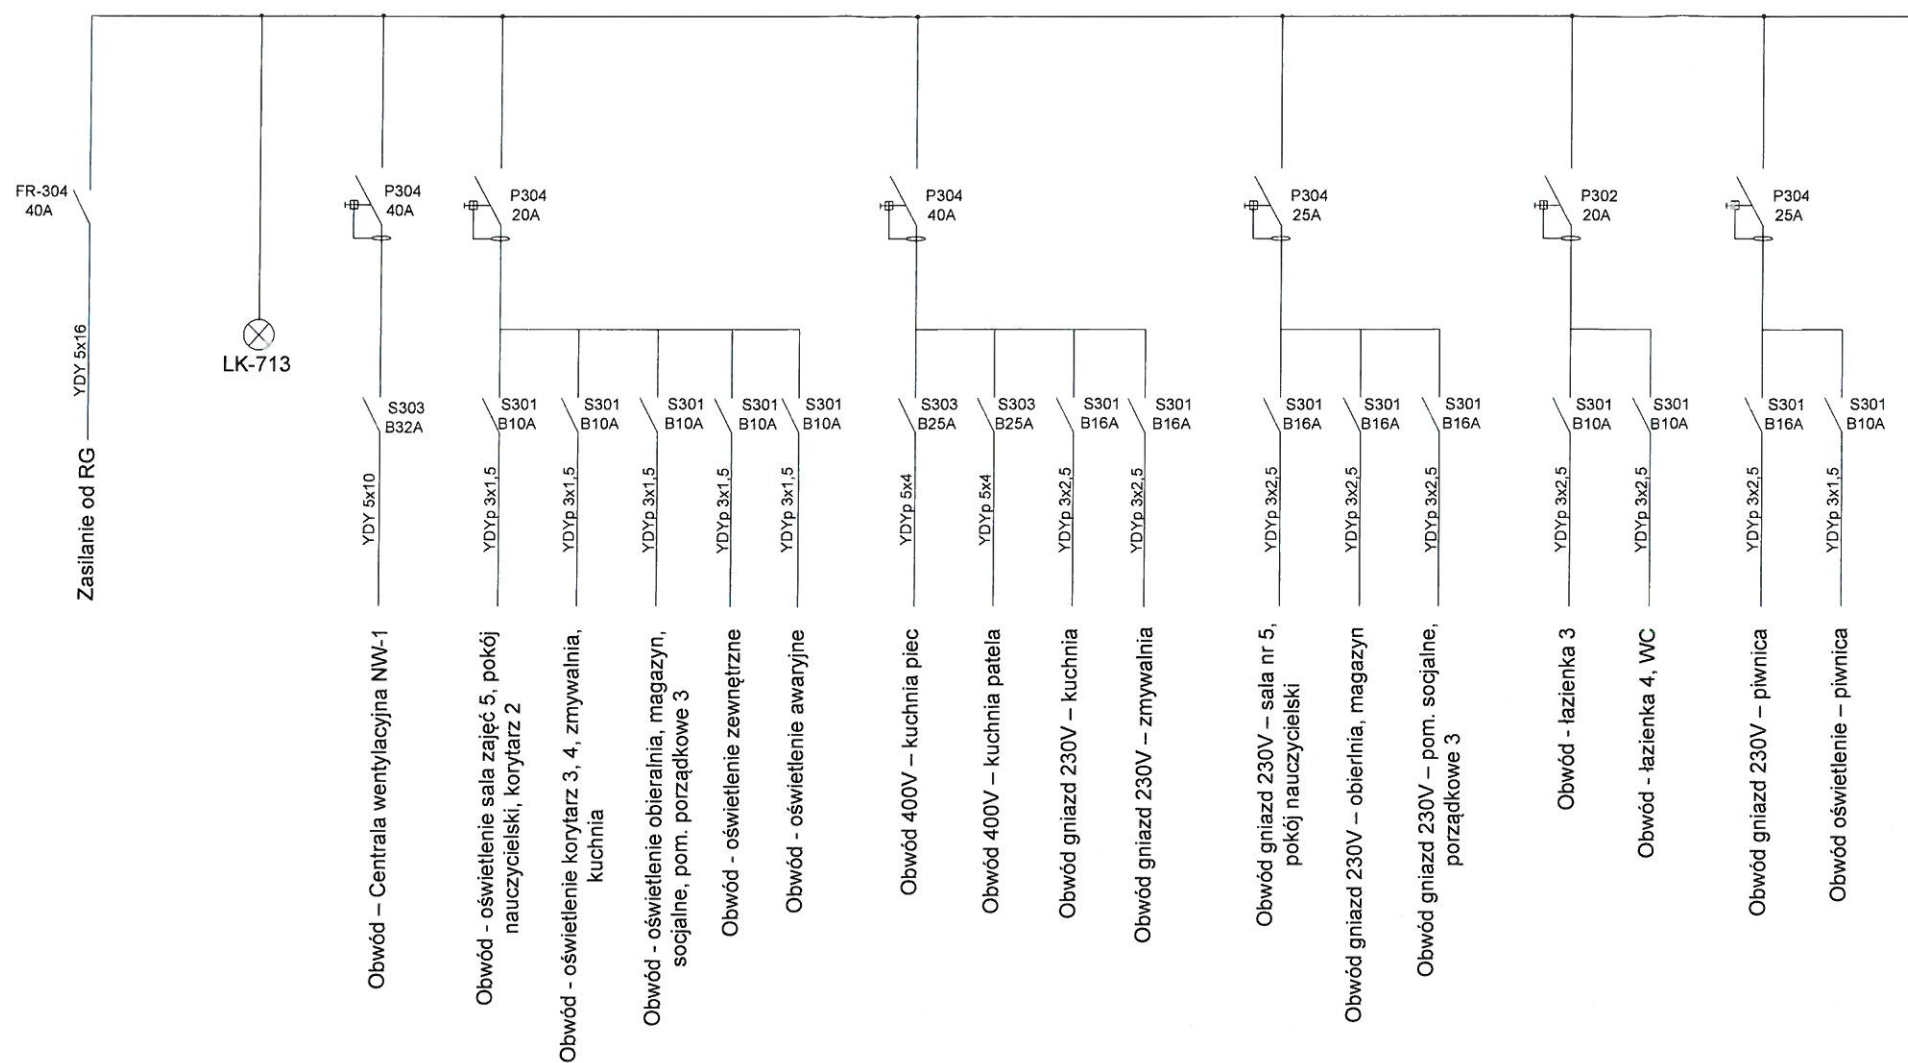 FR-304
40A
YDY 5x16
Zasilanie od RG
LK-713
P304
40A
S303
B32A
YDY 5x10
Obwód – Centrala wentylacyjna NW-1
P304
20A
S301
B10A
YDYp 3x1,5
Obwód - oświetlenie sala zajęć 5, pokój
nauczycielski, korytarz 2
S301
B10A
YDYp 3x1,5
Obwód - oświetlenie korytarz 3, 4, zmywalnia,
kuchnia
S301
B10A
YDYp 3x1,5
Obwód - oświetlenie obieralnia, magazyn,
socjalne, pom. porządkowe 3
S301
B10A
YDYp 3x1,5
Obwód - oświetlenie zewnętrzne
S301
B10A
YDYp 3x1,5
Obwód - oświetlenie awaryjne
P304
40A
S303
B25A
YDYp 5x4
Obwód 400V – kuchnia piec
S303
B25A
YDYp 5x4
Obwód 400V – kuchnia patela
S301
B16A
YDYp 3x2,5
Obwód gniazd 230V – kuchnia
S301
B16A
YDYp 3x2,5
Obwód gniazd 230V – zmywalnia
P304
25A
S301
B16A
YDYp 3x2,5
Obwód gniazd 230V – sala nr 5,
pokój nauczycielski
S301
B16A
YDYp 3x2,5
Obwód gniazd 230V – obierlnia, magazyn
S301
B16A
YDYp 3x2,5
Obwód gniazd 230V – pom. socjalne,
porządkowe 3
P302
20A
S301
B10A
YDYp 3x2,5
Obwód - łazienka 3
S301
B10A
YDYp 3x2,5
Obwód - łazienka 4, WC
P304
25A
S301
B16A
YDYp 3x2,5
Obwód gniazd 230V – piwnica
S301
B10A
YDYp 3x1,5
Obwód oświetlenie – piwnica